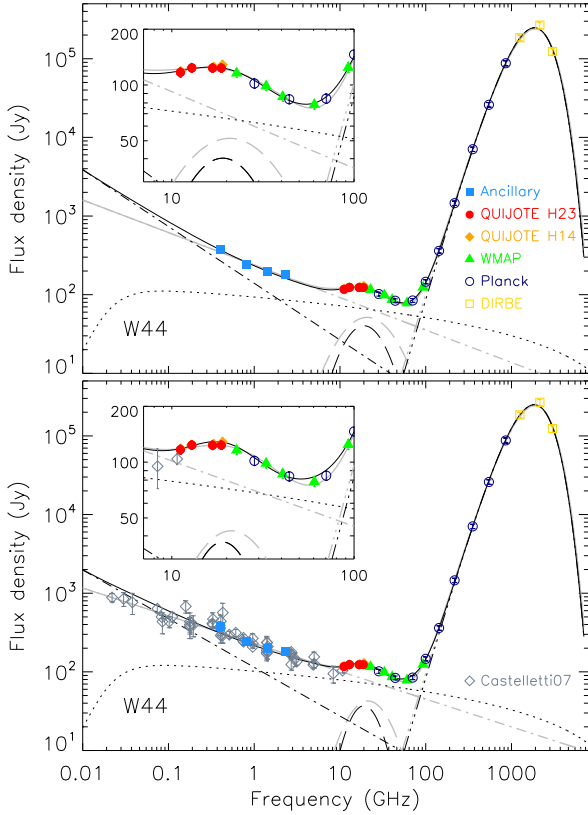 200
100
50
10
100
10^5
10^4
10^3
10^2
10^1
Flux density (Jy)
Ancillary
QUIJOTE H23
QUIJOTE H14
WMAP
Planck
DIRBE
W44
200
100
50
10
100
10^5
10^4
10^3
10^2
10^1
Flux density (Jy)
Castelletti07
W44
0.01 0.1 1 10 100 1000
Frequency (GHz)